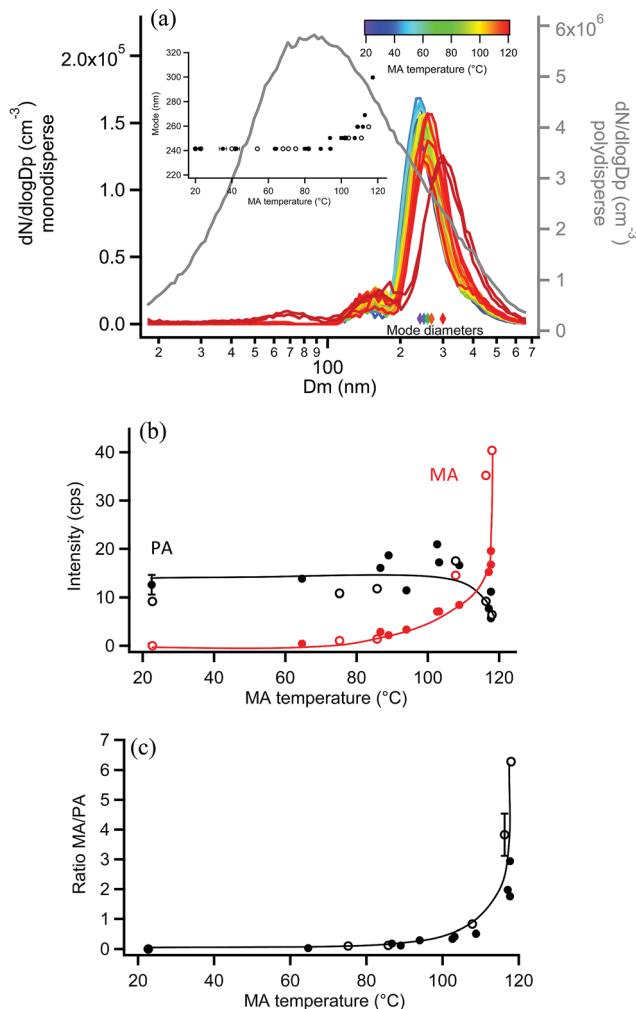 (a)
2.0x10⁵
1.5
1.0
0.5
0.0
dN/dlogDp (cm⁻³)
monodisperse
320
300
280
260
240
220
Mode (nm)
20 40 60 80 100 120
MA temperature (°C)
20 40 60 80 100 120
MA temperature (°C)
6x10⁶
5
4
3
2
1
0
dN/dlogDp (cm⁻³)
polydisperse
Mode diameters
2 3 4 5 6 7 8 9 2 3 4 5 6 7
100
Dm (nm)
(b)
40
30
20
10
0
Intensity (cps)
PA
MA
20 40 60 80 100 120
MA temperature (°C)
(c)
7
6
5
4
3
2
1
0
Ratio MA/PA
20 40 60 80 100 120
MA temperature (°C)